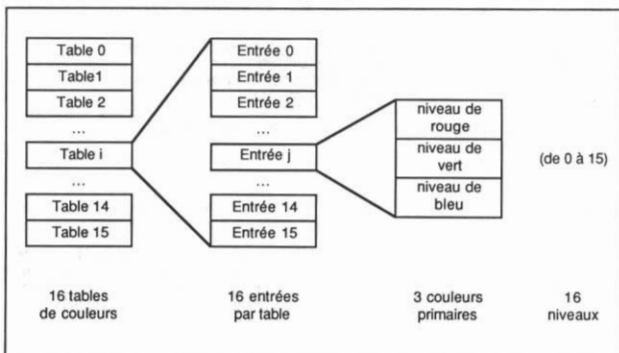 Table 0
Table1
Table 2
...
Table i
...
Table 14
Table 15
16 tables
de couleurs
Entrée 0
Entrée 1
Entrée 2
...
Entrée j
...
Entrée 14
Entrée 15
16 entrées
par table
niveau de
rouge
niveau de
vert
niveau de
bleu
3 couleurs
primaires
(de 0 à 15)
16
niveaux